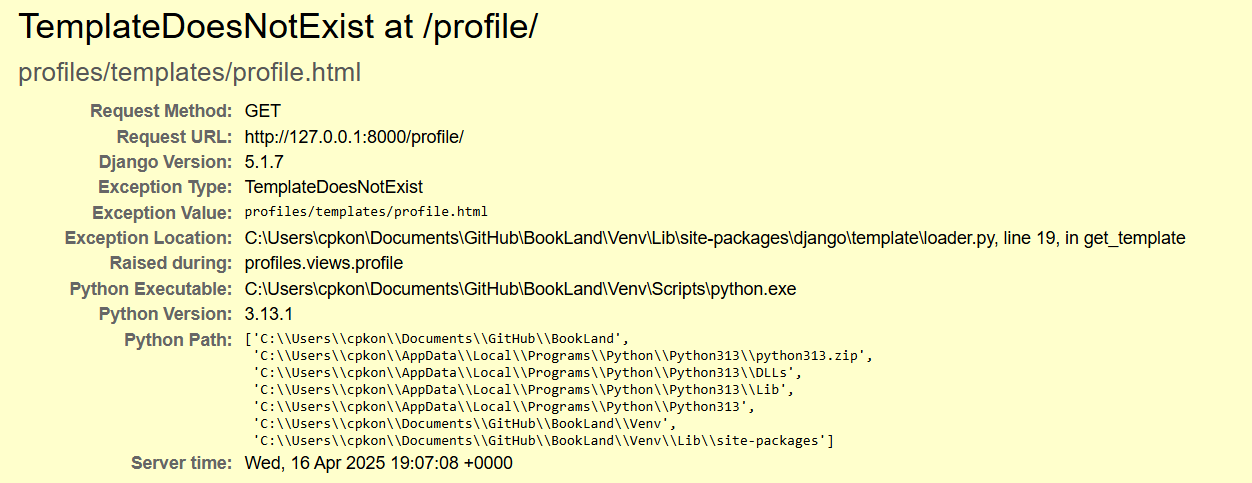 TemplateDoesNotExist at /profile/
profiles/templates/profile.html
Request Method: GET
Request URL: http://127.0.0.1:8000/profile/
Django Version: 5.1.7
Exception Type: TemplateDoesNotExist
Exception Value: profiles/templates/profile.html
Exception Location: C:\Users\cpkon\Documents\GitHub\BookLand\Venv\Lib\site-packages\django\template\loader.py, line 19, in get_template
Raised during: profiles.views.profile
Python Executable: C:\Users\cpkon\Documents\GitHub\BookLand\Venv\Scripts\python.exe
Python Version: 3.13.1
Python Path: ['C:\\Users\\cpkon\\Documents\\GitHub\\BookLand',
'C:\\Users\\cpkon\\AppData\\Local\\Programs\\Python\\Python313\\python313.zip',
'C:\\Users\\cpkon\\AppData\\Local\\Programs\\Python\\Python313\\DLLs',
'C:\\Users\\cpkon\\AppData\\Local\\Programs\\Python\\Python313\\Lib',
'C:\\Users\\cpkon\\AppData\\Local\\Programs\\Python\\Python313',
'C:\\Users\\cpkon\\Documents\\GitHub\\BookLand\\Venv',
'C:\\Users\\cpkon\\Documents\\GitHub\\BookLand\\Venv\\Lib\\site-packages']
Server time: Wed, 16 Apr 2025 19:07:08 +0000